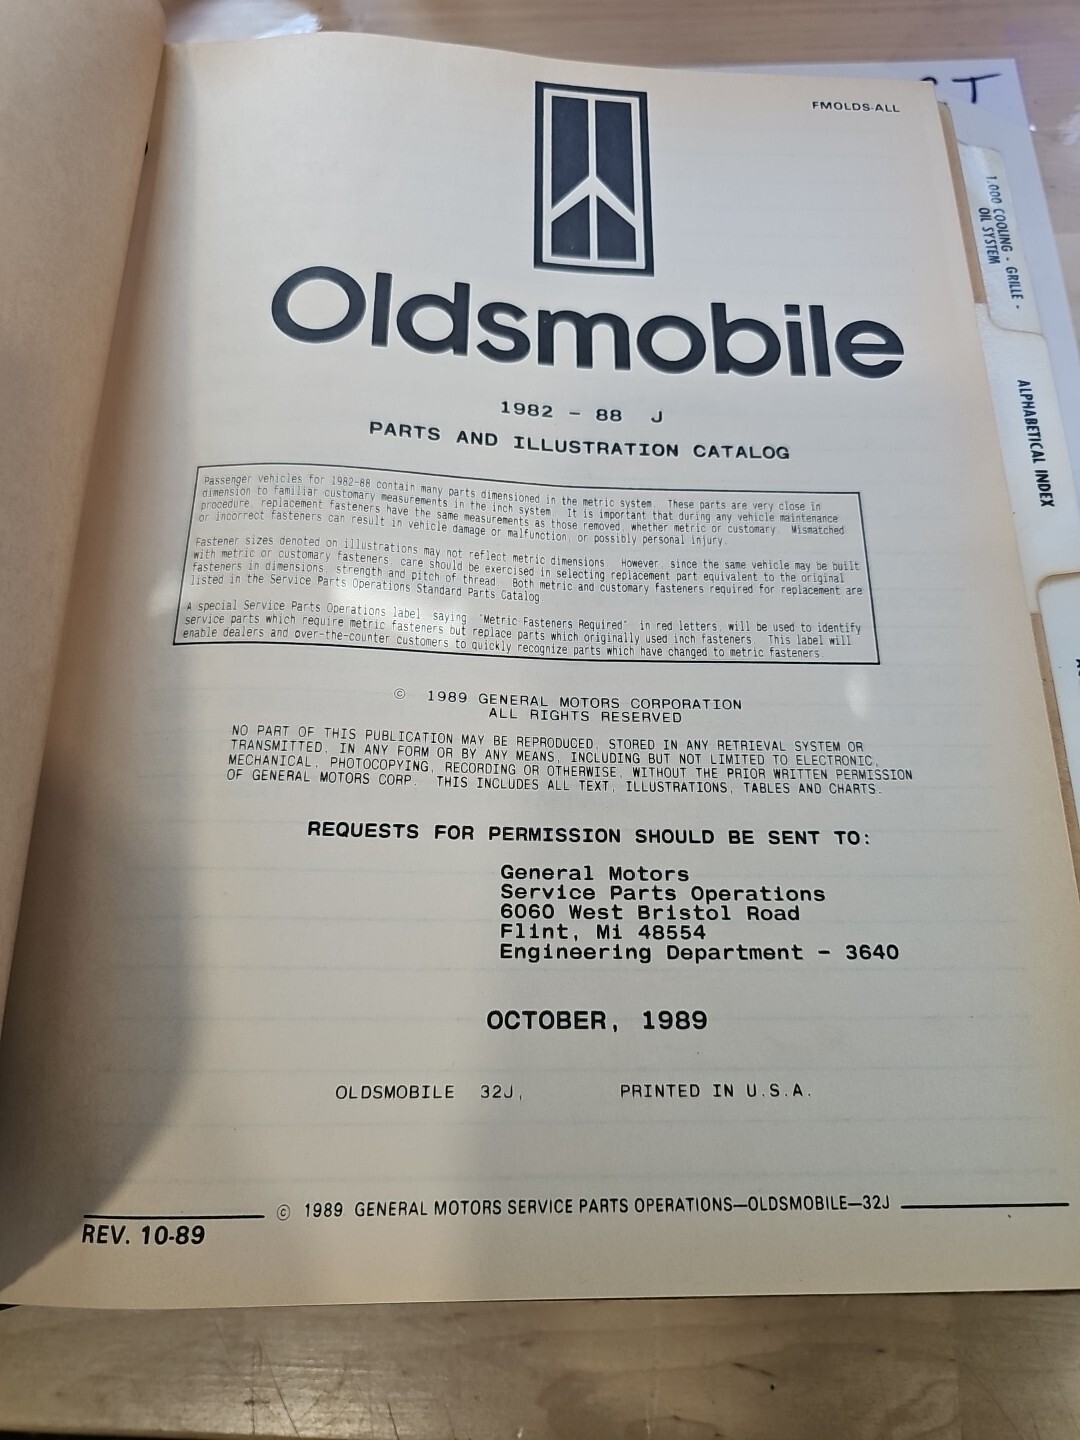 FMOLDS-ALL
Oldsmobile
1982 - 88 J
PARTS AND ILLUSTRATION CATALOG
Passenger vehicles for 1982-88 contain many parts dimensioned in the metric system. These parts are very close in
dimension to familiar customary measurements in the inch system. It is important that during any vehicle maintenance
procedure, replacement fasteners have the same measurements as those removed, whether metric or customary. Mismatched
or incorrect fasteners can result in vehicle damage or malfunction, or possibly personal injury.
Fastener sizes denoted on illustrations may not reflect metric dimensions. However, since the same vehicle may be built
with metric or customary fasteners, care should be exercised in selecting replacement part equivalent to the original
fasteners in dimensions, strength and pitch of thread. Both metric and customary fasteners required for replacement are
listed in the Service Parts Operations Standard Parts Catalog.
A special Service Parts Operations label, saying "Metric Fasteners Required" in red letters, will be used to identify
service parts which require metric fasteners but replace parts which originally used inch fasteners. This label will
enable dealers and over-the-counter customers to quickly recognize parts which have changed to metric fasteners.
© 1989 GENERAL MOTORS CORPORATION
ALL RIGHTS RESERVED
NO PART OF THIS PUBLICATION MAY BE REPRODUCED, STORED IN ANY RETRIEVAL SYSTEM OR
TRANSMITTED, IN ANY FORM OR BY ANY MEANS, INCLUDING BUT NOT LIMITED TO ELECTRONIC,
MECHANICAL, PHOTOCOPYING, RECORDING OR OTHERWISE, WITHOUT THE PRIOR WRITTEN PERMISSION
OF GENERAL MOTORS CORP. THIS INCLUDES ALL TEXT, ILLUSTRATIONS, TABLES AND CHARTS.
REQUESTS FOR PERMISSION SHOULD BE SENT TO:
General Motors
Service Parts Operations
6060 West Bristol Road
Flint, Mi 48554
Engineering Department - 3640
OCTOBER, 1989
OLDSMOBILE 32J, PRINTED IN U.S.A.
© 1989 GENERAL MOTORS SERVICE PARTS OPERATIONS—OLDSMOBILE—32J
REV. 10-89
1.000 COOLING - GRILLE -
OIL SYSTEM
ALPHABETICAL INDEX